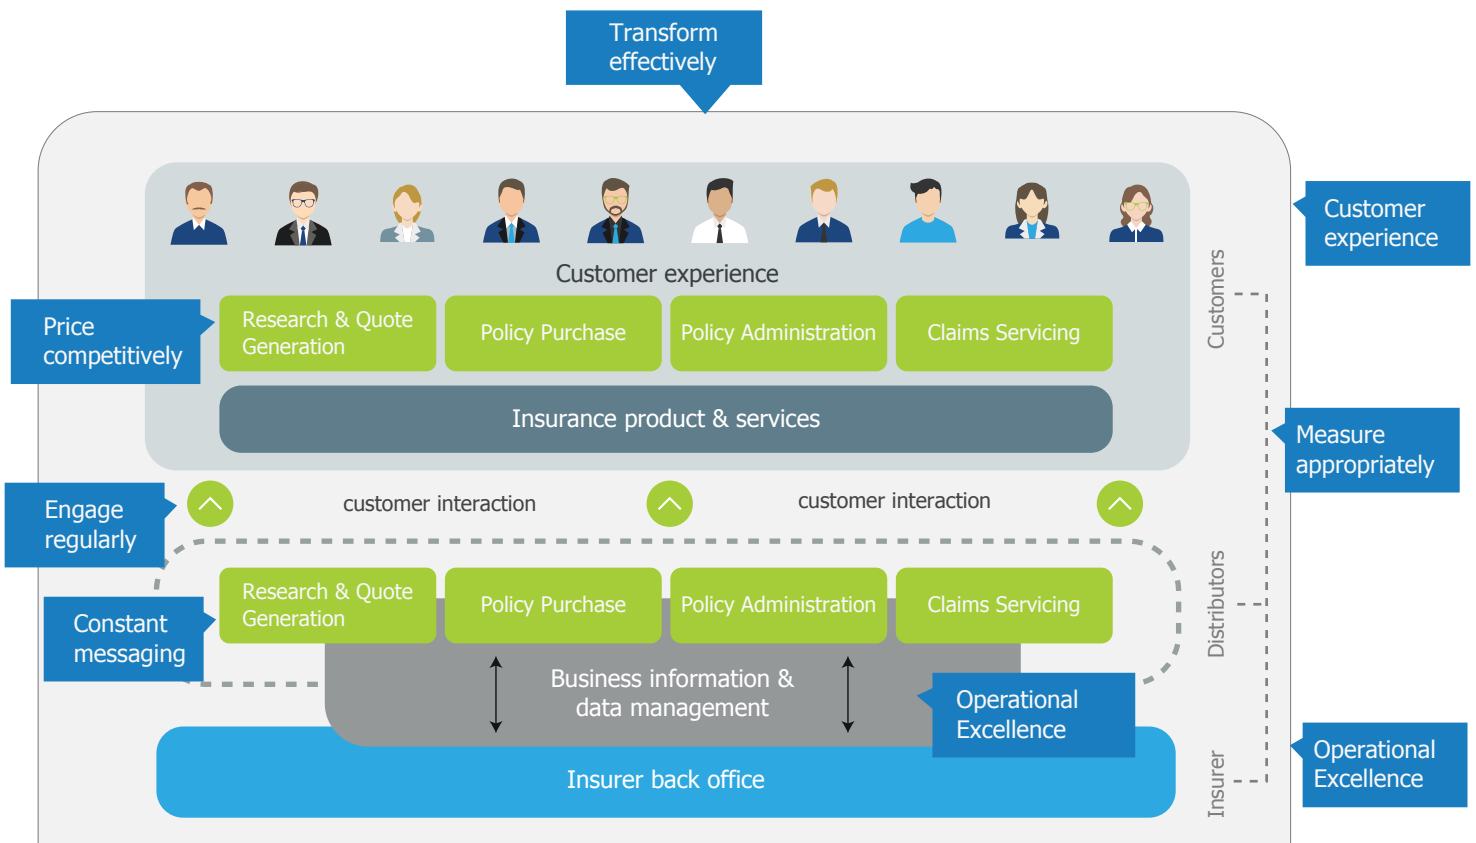 Transform
effectively
Customer
experience
Customer experience
Price
competitively
Research & Quote
Generation
Policy Purchase
Policy Administration
Claims Servicing
Customers
Insurance product & services
Measure
appropriately
Engage
regularly
customer interaction
customer interaction
Constant
messaging
Research & Quote
Generation
Policy Purchase
Policy Administration
Claims Servicing
Distributors
Business information &
data management
Operational
Excellence
Operational
Excellence
Insurer back office
Insurer